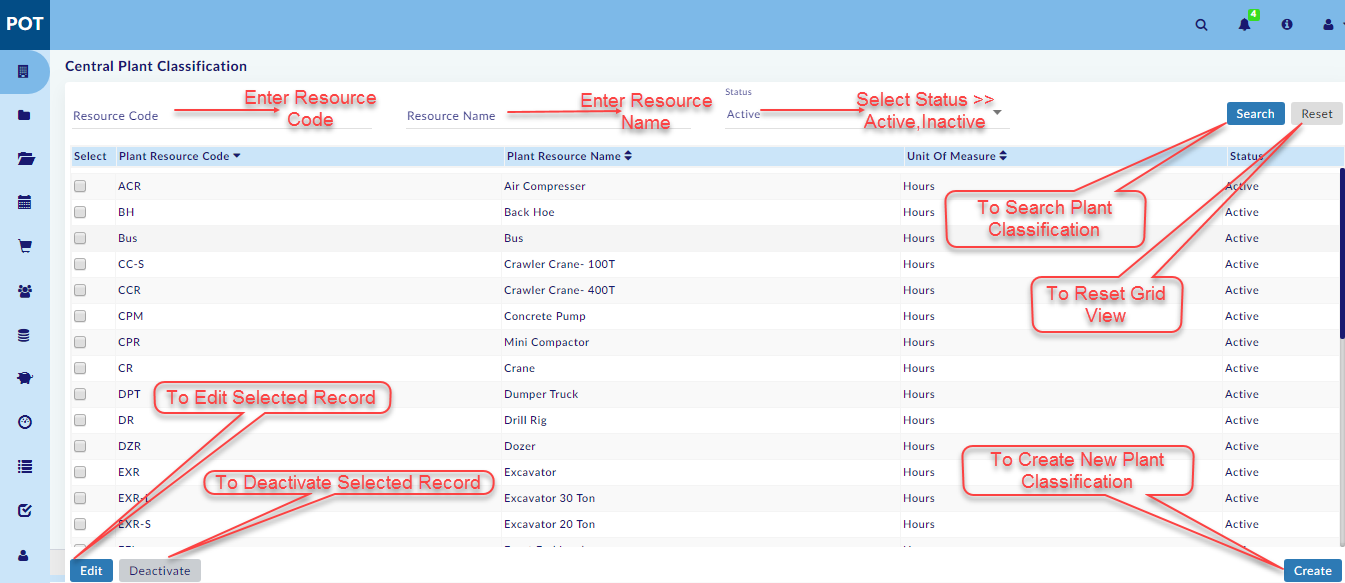 POT
4
Central Plant Classification
Resource Code
Enter Resource
Code
Resource Name
Enter Resource
Name
Status
Active
Select Status >>
Active,Inactive
Search
Reset
Select Plant Resource Code Plant Resource Name Unit Of Measure Status
ACR Air Compresser Hours Active
BH Back Hoe Hours Active
Bus Bus Hours Active
CC-S Crawler Crane- 100T Hours Active
CCR Crawler Crane- 400T Hours Active
CPM Concrete Pump Hours Active
CPR Mini Compactor Hours Active
CR Crane Hours Active
DPT Dumper Truck Hours Active
DR Drill Rig Hours Active
DZR Dozer Hours Active
EXR Excavator Hours Active
EXR-L Excavator 30 Ton Hours Active
EXR-S Excavator 20 Ton Hours Active
To Search Plant
Classification
To Reset Grid
View
To Edit Selected Record
To Deactivate Selected Record
To Create New Plant
Classification
Edit
Deactivate
Create